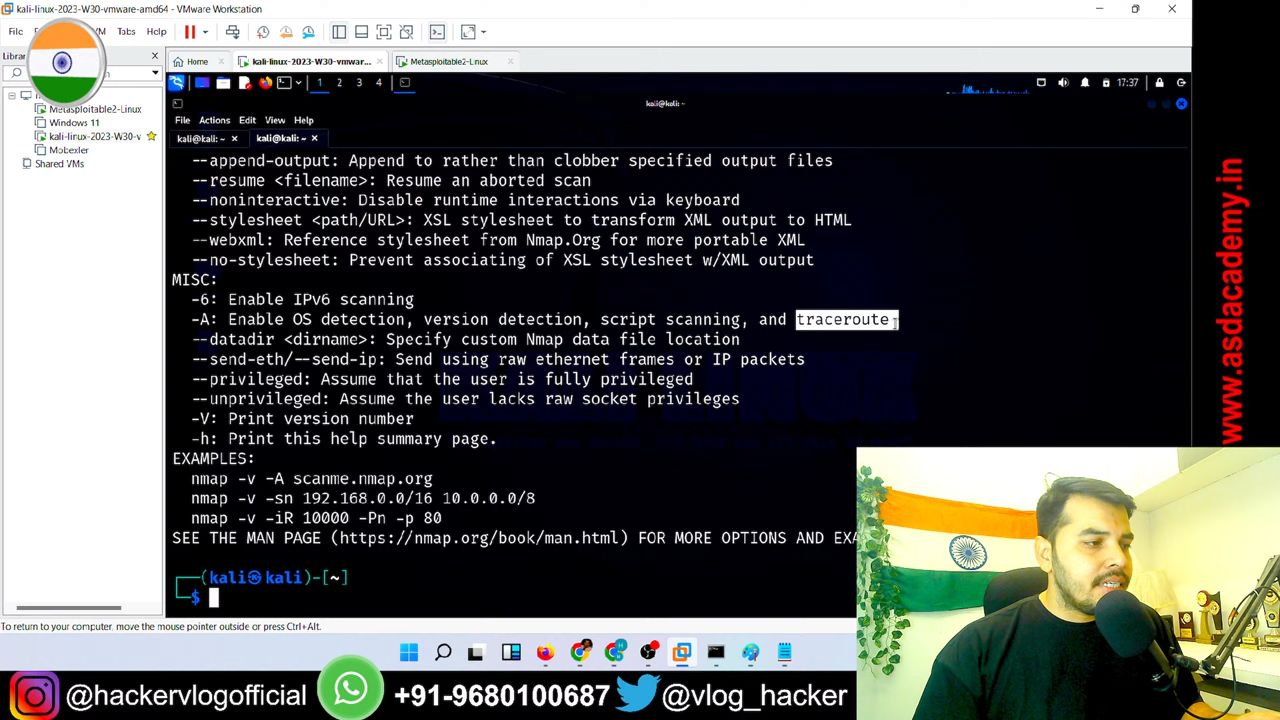 kali-linux-2023-W30-vmware-amd64 - VMware Workstation
File VM Tabs Help
Home kali-linux-2023-W30-vmwar... Metasploitable2-Linux
Metasploitable2-Linux
Windows 11
kali-linux-2023-W30-v
Mobexler
Shared VMs
1 2 3 4 17:37
kali@kali:~
File Actions Edit View Help
kali@kali: ~ kali@kali: ~
--append-output: Append to rather than clobber specified output files
--resume <filename>: Resume an aborted scan
--noninteractive: Disable runtime interactions via keyboard
--stylesheet <path/URL>: XSL stylesheet to transform XML output to HTML
--webxml: Reference stylesheet from Nmap.Org for more portable XML
--no-stylesheet: Prevent associating of XSL stylesheet w/XML output
MISC:
-6: Enable IPv6 scanning
-A: Enable OS detection, version detection, script scanning, and traceroute
--datadir <dirname>: Specify custom Nmap data file location
--send-eth/--send-ip: Send using raw ethernet frames or IP packets
--privileged: Assume that the user is fully privileged
--unprivileged: Assume the user lacks raw socket privileges
-V: Print version number
-h: Print this help summary page.
EXAMPLES:
nmap -v -A scanme.nmap.org
nmap -v -sn 192.168.0.0/16 10.0.0.0/8
nmap -v -iR 10000 -Pn -p 80
SEE THE MAN PAGE (https://nmap.org/book/man.html) FOR MORE OPTIONS AND EXA
(kali㉿kali)-[~]
$
To return to your computer, move the mouse pointer outside or press Ctrl+Alt.
www.asdacademy.in
@hackervlogofficial +91-9680100687 @vlog_hacker